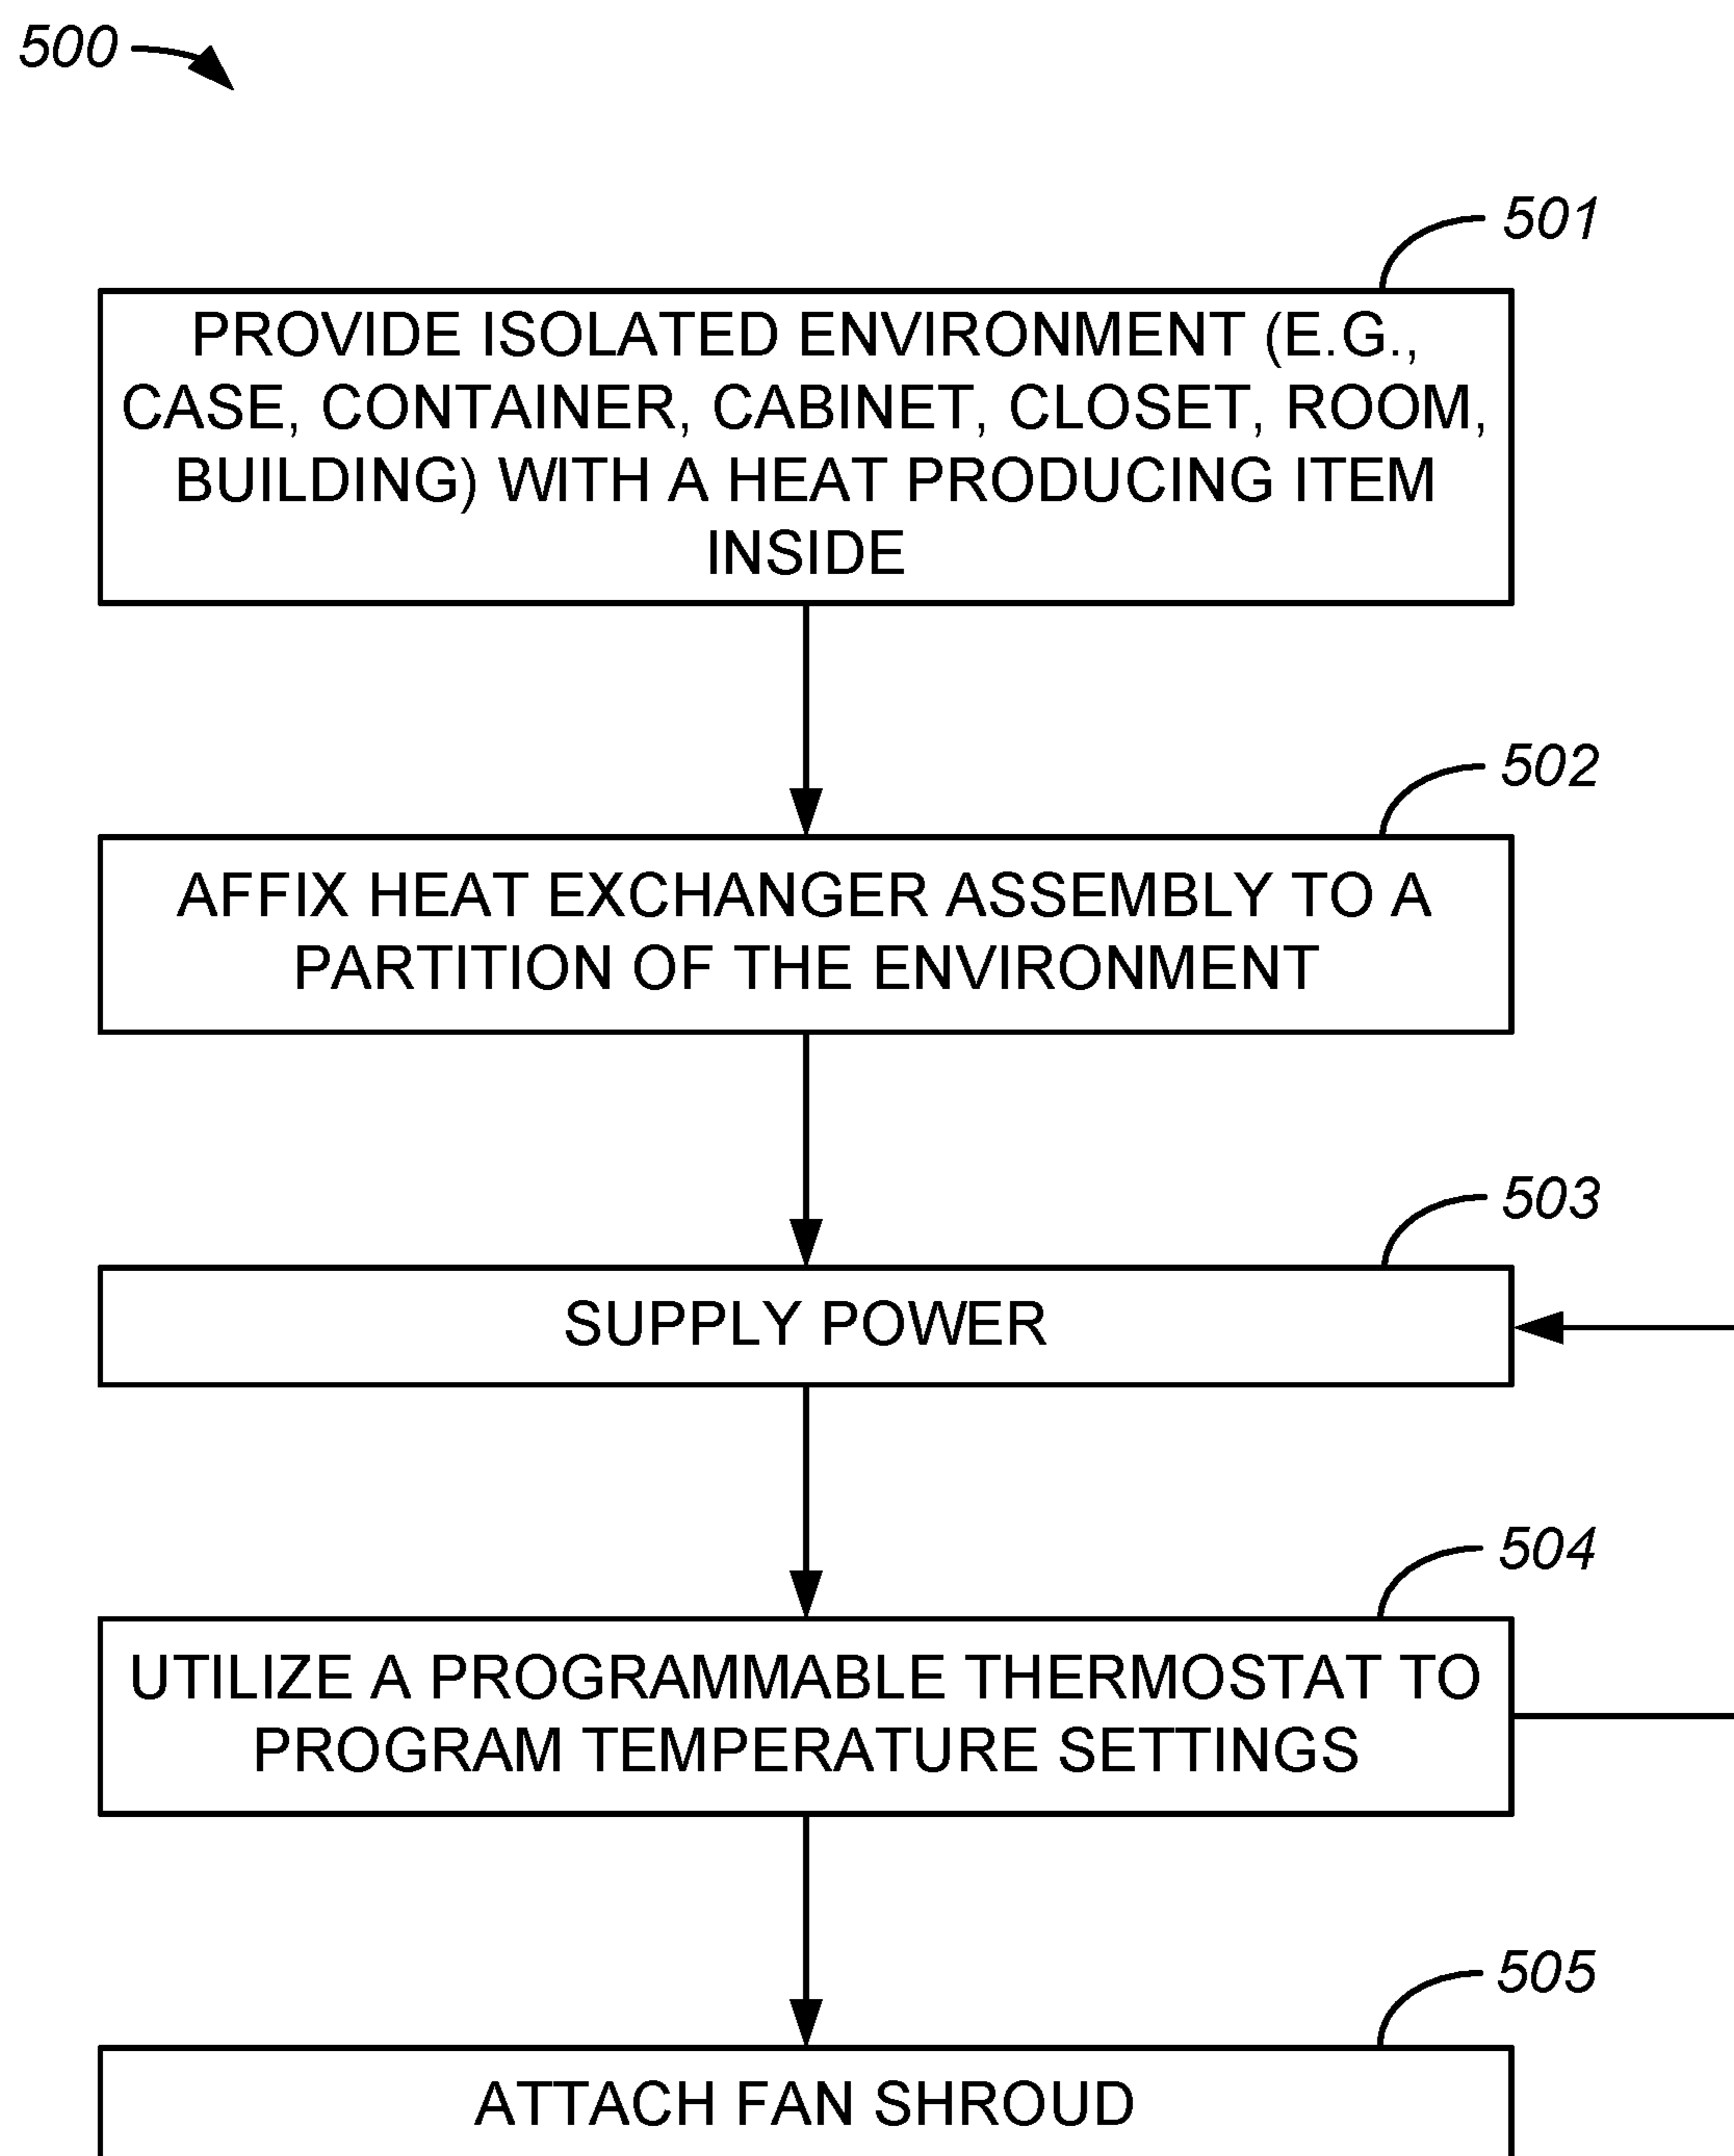 500
501
PROVIDE ISOLATED ENVIRONMENT (E.G.,
CASE, CONTAINER, CABINET, CLOSET, ROOM,
BUILDING) WITH A HEAT PRODUCING ITEM
INSIDE
502
AFFIX HEAT EXCHANGER ASSEMBLY TO A
PARTITION OF THE ENVIRONMENT
503
SUPPLY POWER
504
UTILIZE A PROGRAMMABLE THERMOSTAT TO
PROGRAM TEMPERATURE SETTINGS
505
ATTACH FAN SHROUD